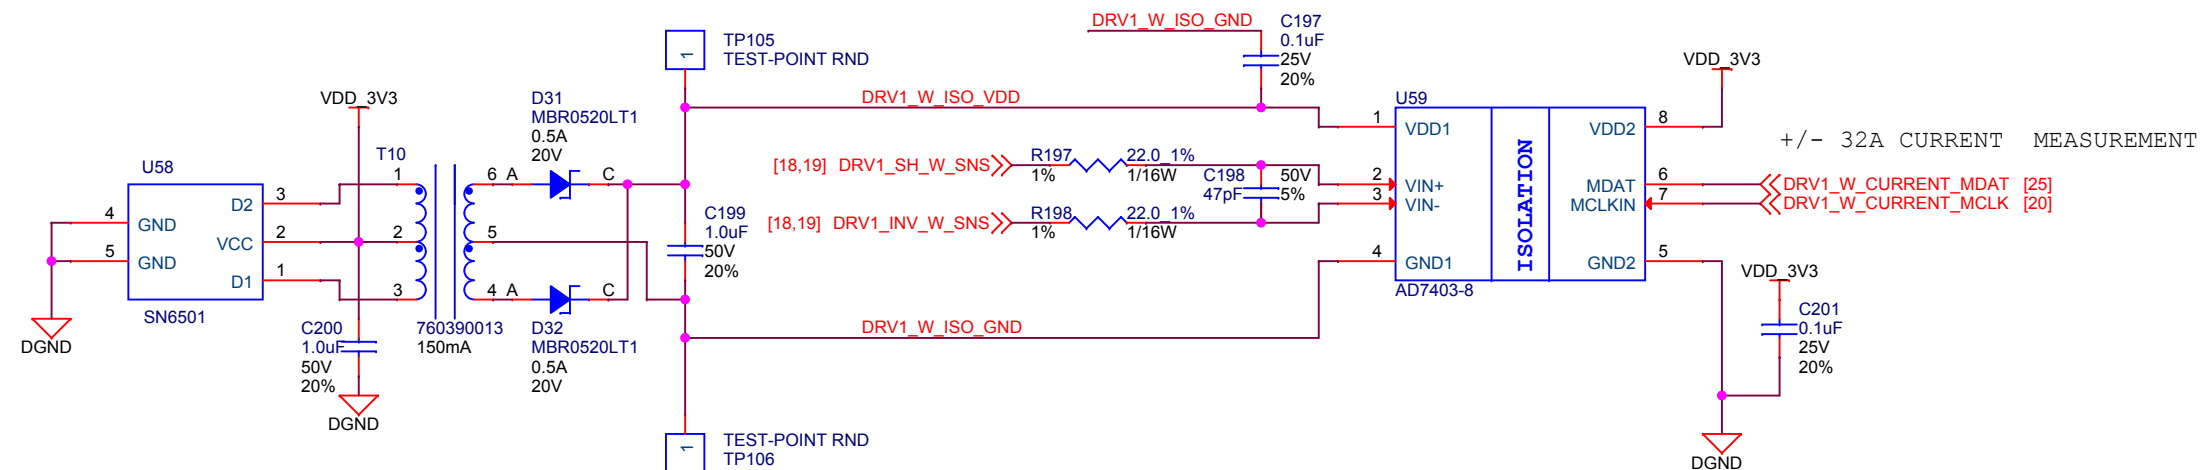 DRV1_W_ISO_GND
C197
0.1uF
25V
20%
TP105
TEST-POINT RND
1
VDD_3V3
VDD_3V3
D31
MBR0520LT1
0.5A
20V
DRV1_W_ISO_VDD
U59
1 VDD1
VDD2 8
+/- 32A CURRENT MEASUREMENT
U58
T10
1
6 A
C
[18,19] DRV1_SH_W_SNS
R197
1%
22.0_1%
1/16W
C198
47pF
50V
5%
2 VIN+
3 VIN-
ISOLATION
MDAT 6
MCLKIN 7
DRV1_W_CURRENT_MDAT [25]
DRV1_W_CURRENT_MCLK [20]
D2 3
4 GND
VCC 2
2
5
5 GND
D1 1
3
4 A
C
C199
1.0uF
50V
20%
[18,19] DRV1_INV_W_SNS
R198
1%
22.0_1%
1/16W
4 GND1
GND2 5
AD7403-8
VDD_3V3
SN6501
DGND
C200
1.0uF
50V
20%
DGND
760390013
150mA
D32
MBR0520LT1
0.5A
20V
DRV1_W_ISO_GND
C201
0.1uF
25V
20%
1
TEST-POINT RND
TP106
DGND